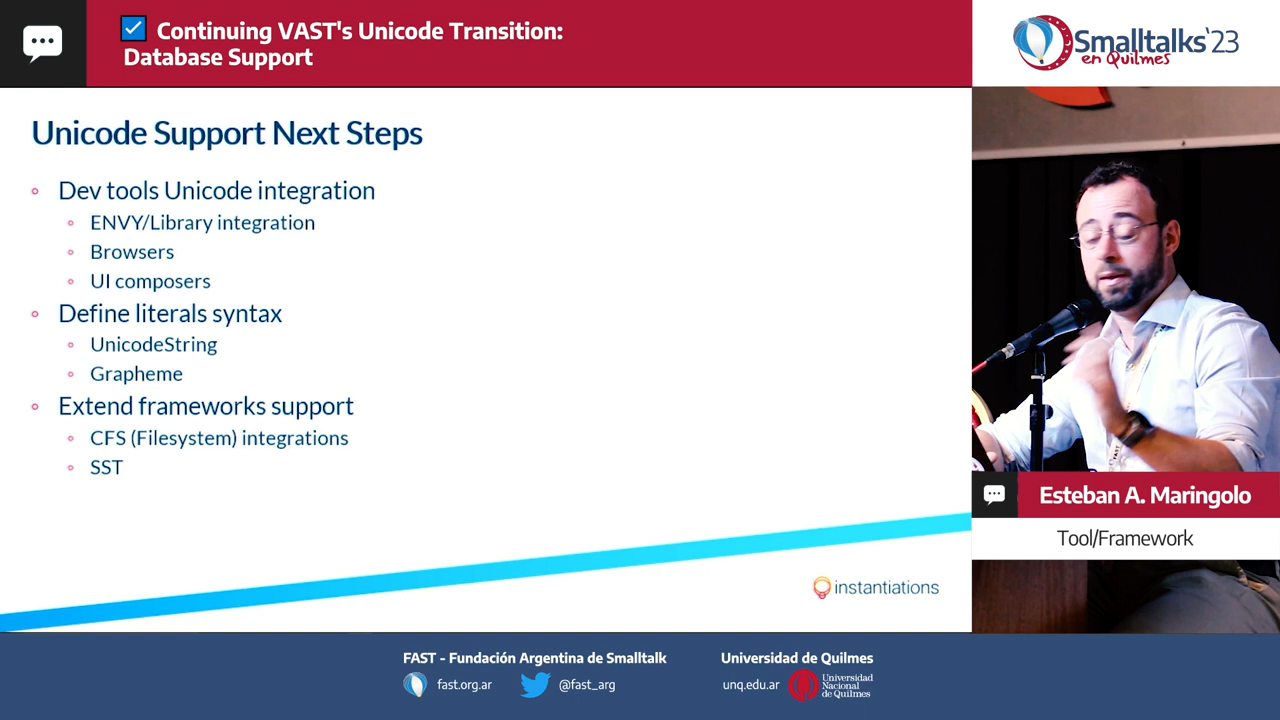 Continuing VAST's Unicode Transition:
Database Support
Smalltalks'23
en Quilmes
Unicode Support Next Steps
Dev tools Unicode integration
ENVY/Library integration
Browsers
UI composers
Define literals syntax
UnicodeString
Grapheme
Extend frameworks support
CFS (Filesystem) integrations
SST
instantiations
Esteban A. Maringolo
Tool/Framework
FAST - Fundación Argentina de Smalltalk
fast.org.ar
@fast_arg
Universidad de Quilmes
unq.edu.ar
Universidad
Nacional
de Quilmes